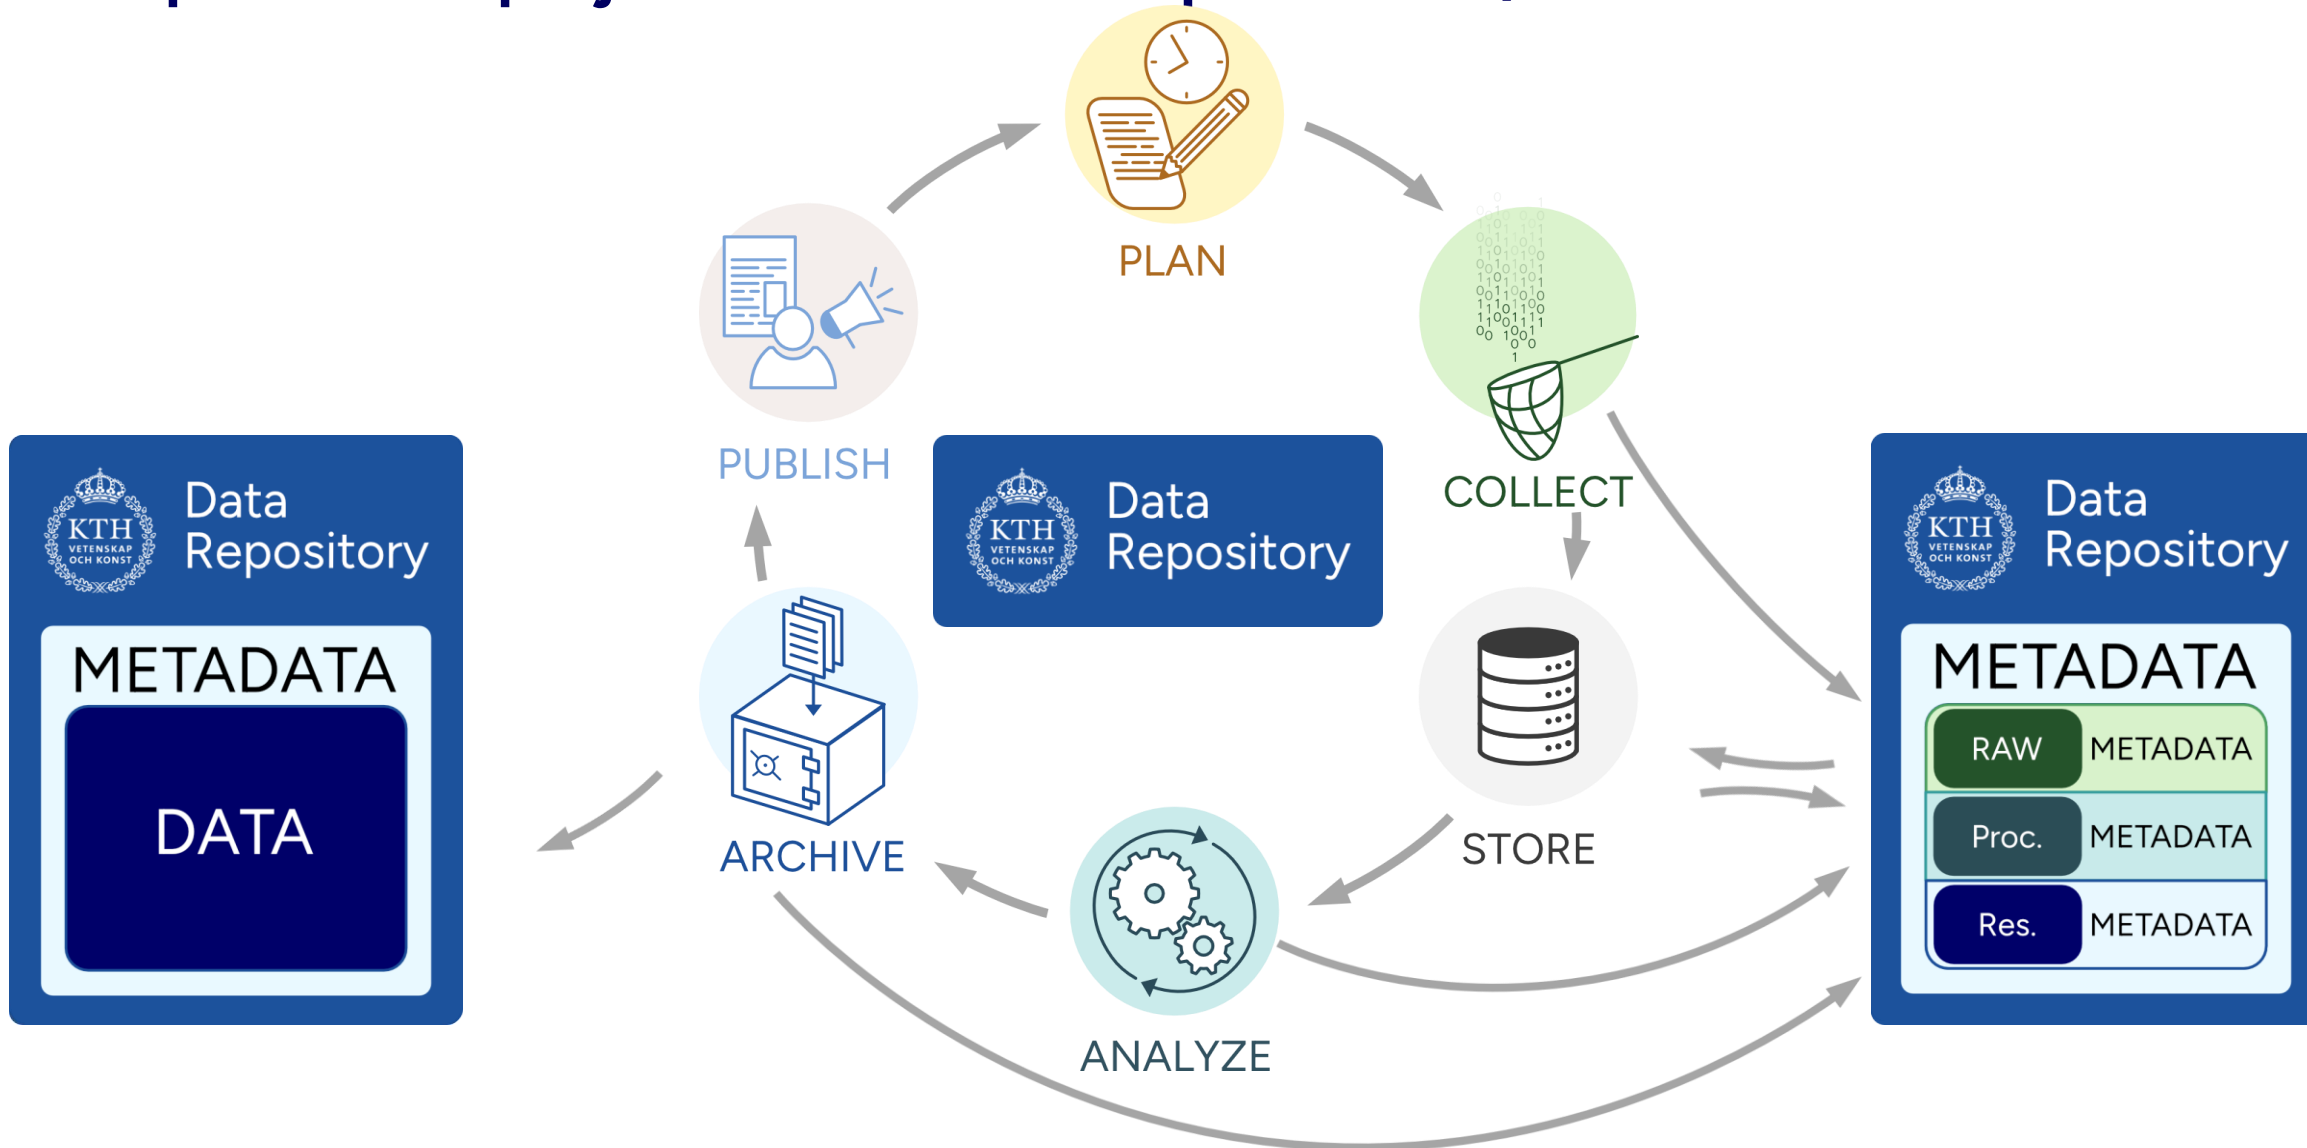 PLAN
PUBLISH
COLLECT
KTH
VETENSKAP
OCH KONST
Data
Repository
METADATA
DATA
KTH
VETENSKAP
OCH KONST
Data
Repository
ARCHIVE
STORE
ANALYZE
KTH
VETENSKAP
OCH KONST
Data
Repository
METADATA
RAW METADATA
Proc. METADATA
Res. METADATA